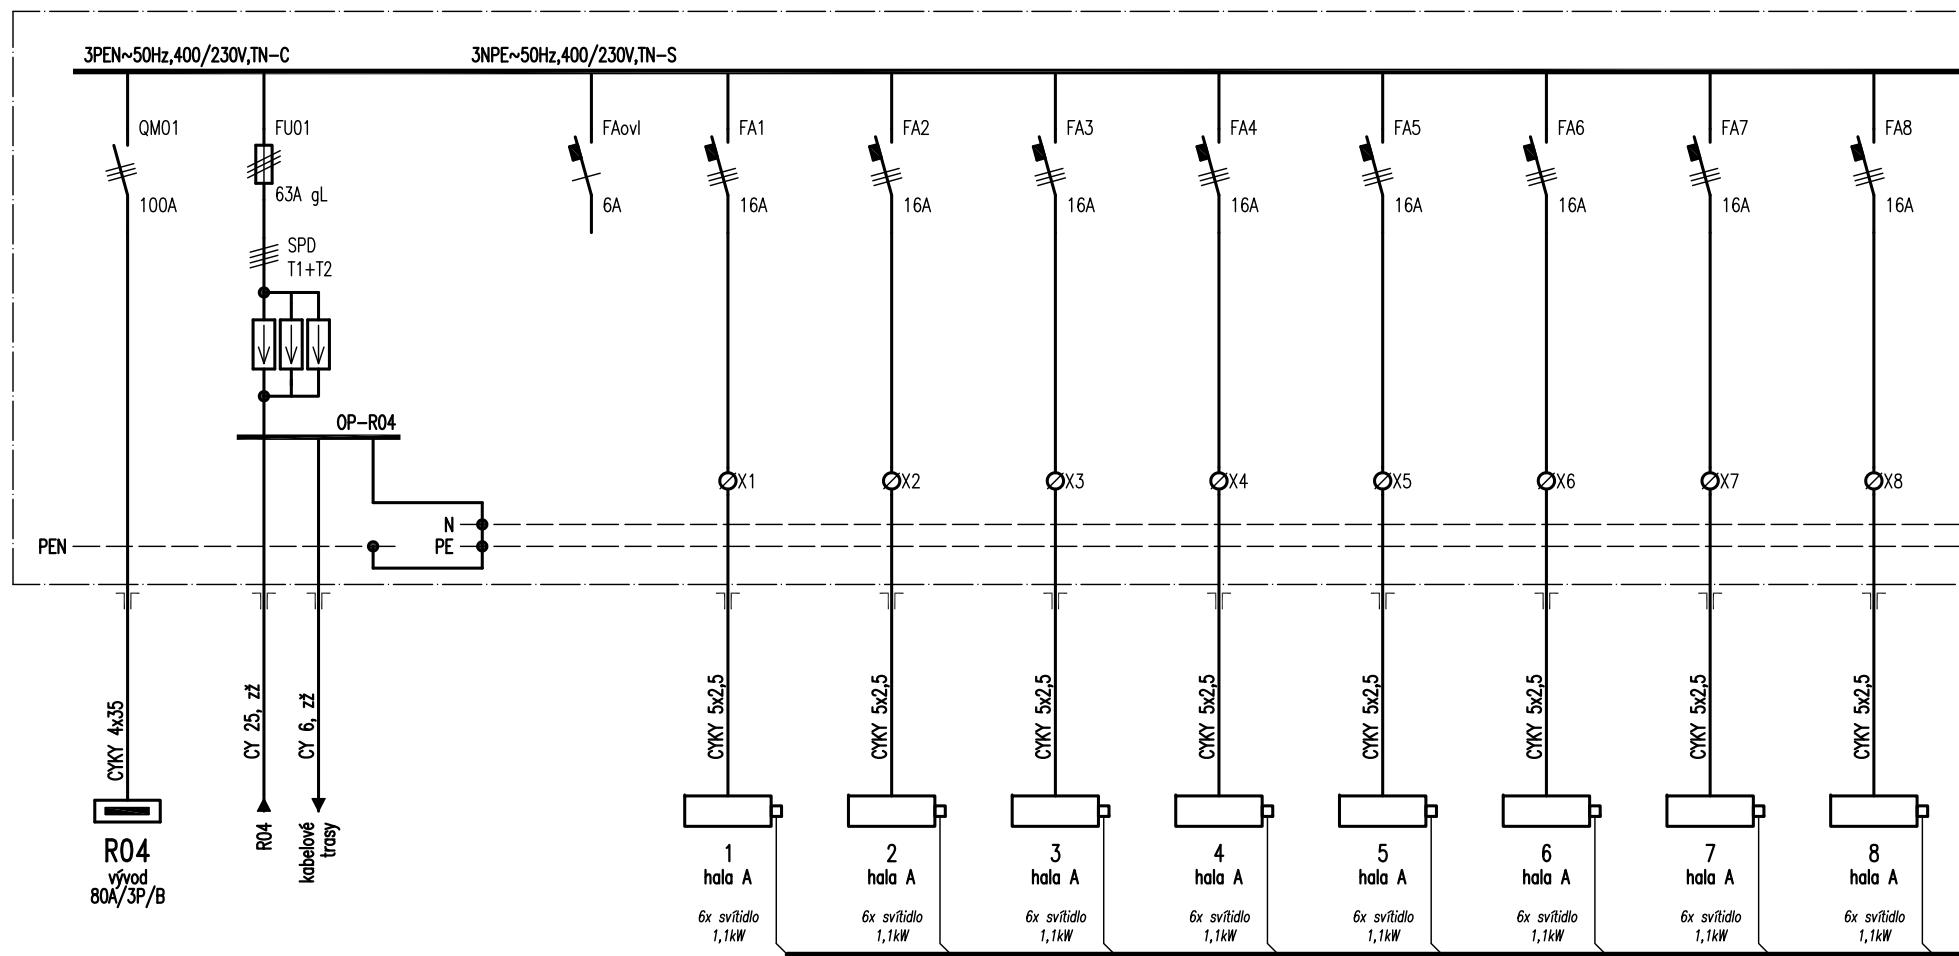 3PEN~50Hz,400/230V,TN-C
3NPE~50Hz,400/230V,TN-S
QM01
FU01
FAovl
FA1
FA2
FA3
FA4
FA5
FA6
FA7
FA8
100A
63A gL
6A
16A
16A
16A
16A
16A
16A
16A
16A
SPD
T1+T2
OP-R04
X1
X2
X3
X4
X5
X6
X7
X8
N
PEN
PE
CYKY 4x35
CY 25, zž
CY 6, zž
CYKY 5x2,5
CYKY 5x2,5
CYKY 5x2,5
CYKY 5x2,5
CYKY 5x2,5
CYKY 5x2,5
CYKY 5x2,5
CYKY 5x2,5
R04
vývod
80A/3P/B
R04
kabelové
trasy
1
hala A
6x svítidlo
1,1kW
2
hala A
6x svítidlo
1,1kW
3
hala A
6x svítidlo
1,1kW
4
hala A
6x svítidlo
1,1kW
5
hala A
6x svítidlo
1,1kW
6
hala A
6x svítidlo
1,1kW
7
hala A
6x svítidlo
1,1kW
8
hala A
6x svítidlo
1,1kW